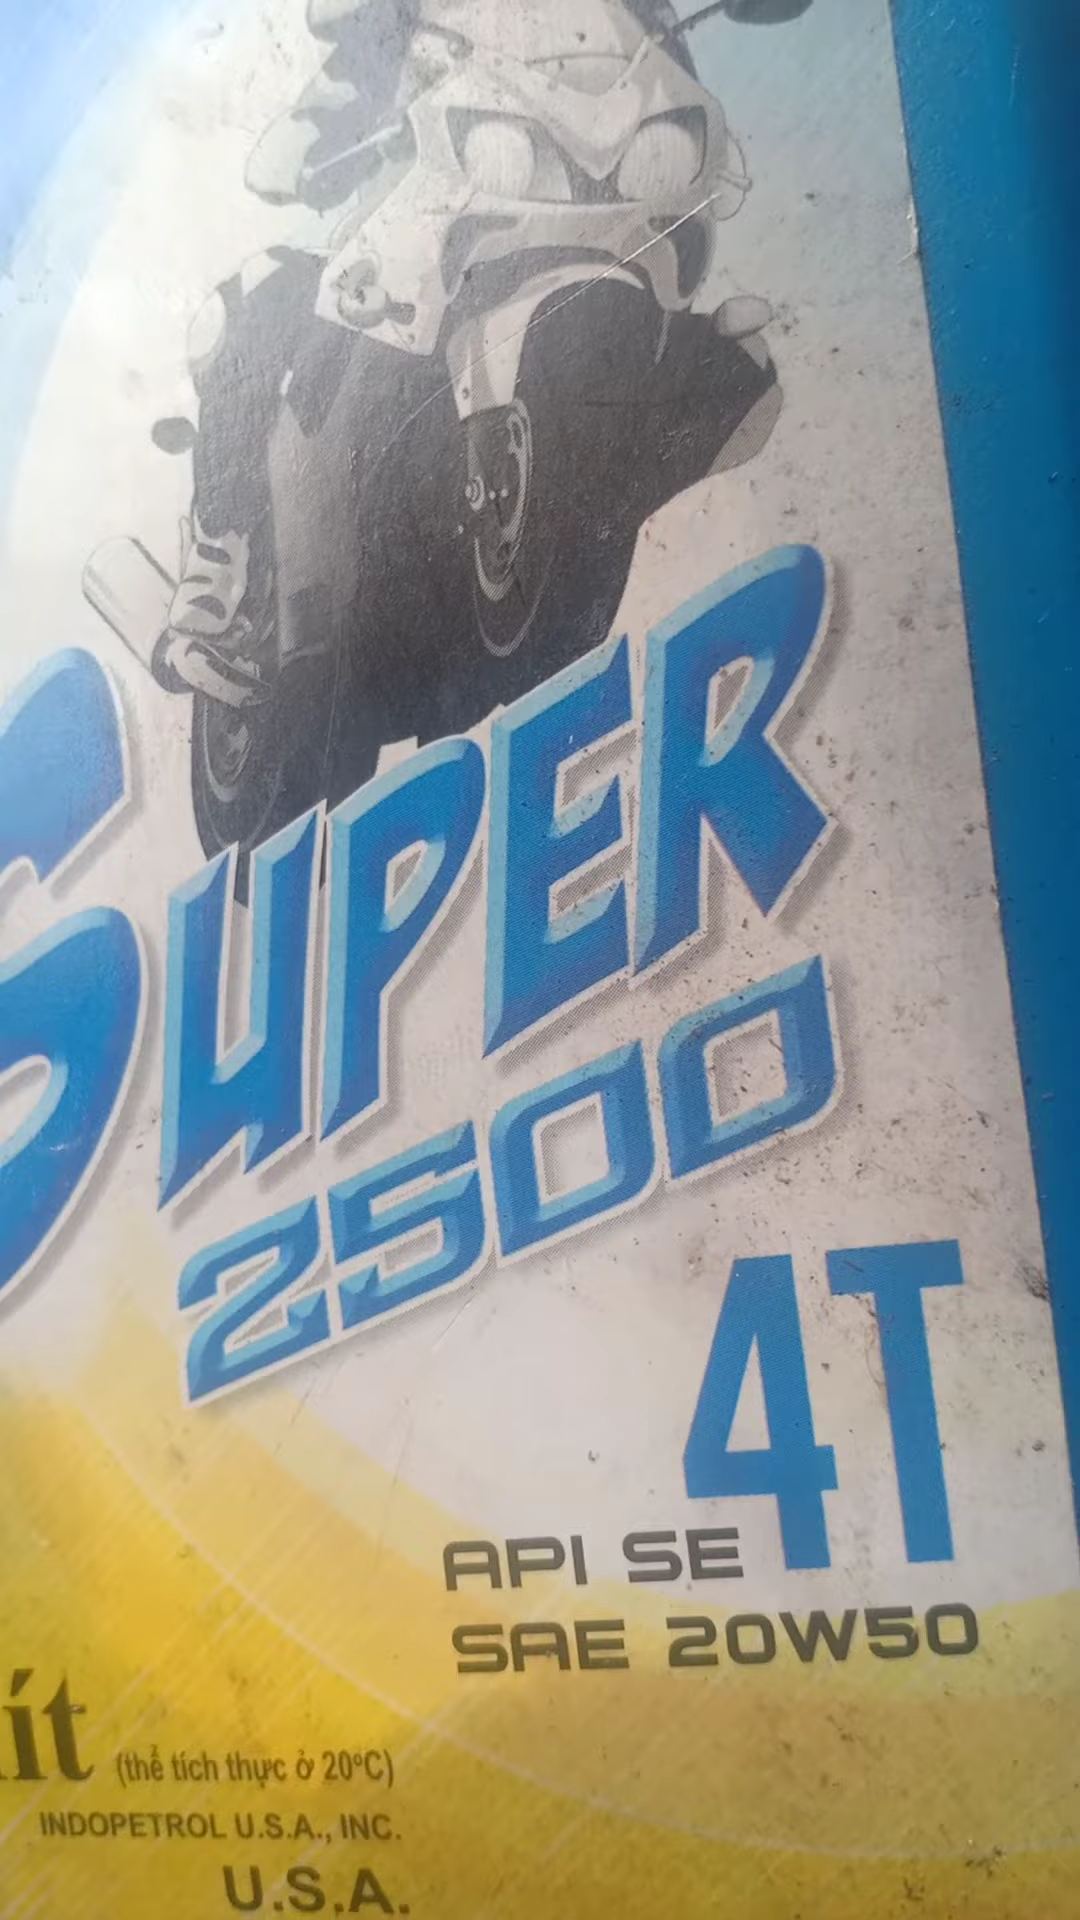 SUPER
2500
4T
API SE
SAE 20W50
ít (thể tích thực ở 20°C)
INDOPETROL U.S.A., INC.
U.S.A.